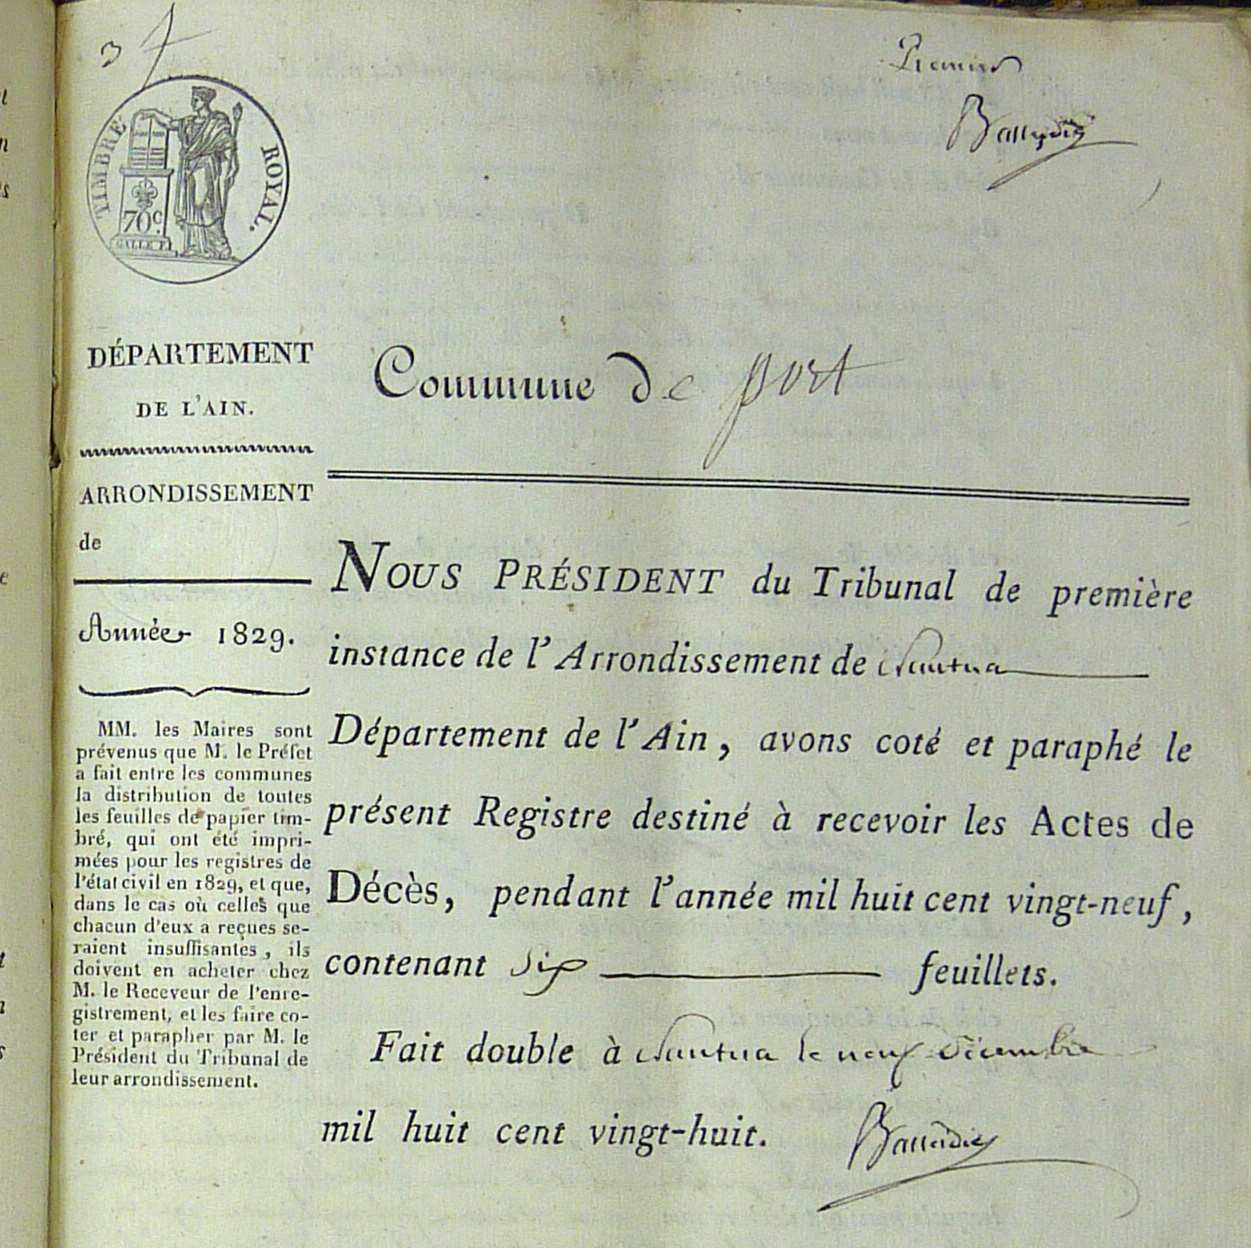 Premier
TIMBRE ROYAL.
70c.
DÉPARTEMENT
DE L'AIN.
Commune de port
ARRONDISSEMENT
de
Année 1829.
MM. les Maires sont
prévenus que M. le Préfet
a fait entre les communes
la distribution de toutes
les feuilles de papier tim-
bré, qui ont été impri-
mées pour les registres de
l'état civil en 1829, et que,
dans le cas où celles que
chacun d'eux a reçues se-
raient insuffisantes, ils
doivent en acheter chez
M. le Receveur de l'enre-
gistrement, et les faire co-
ter et parapher par M. le
Président du Tribunal de
leur arrondissement.
NOUS PRÉSIDENT du Tribunal de première
instance de l'Arrondissement de Nantua
Département de l'Ain, avons coté et paraphé le
présent Registre destiné à recevoir les Actes de
Décès, pendant l'année mil huit cent vingt-neuf,
contenant Six feuillets.
Fait double à Nantua le neuf décembre
mil huit cent vingt-huit.